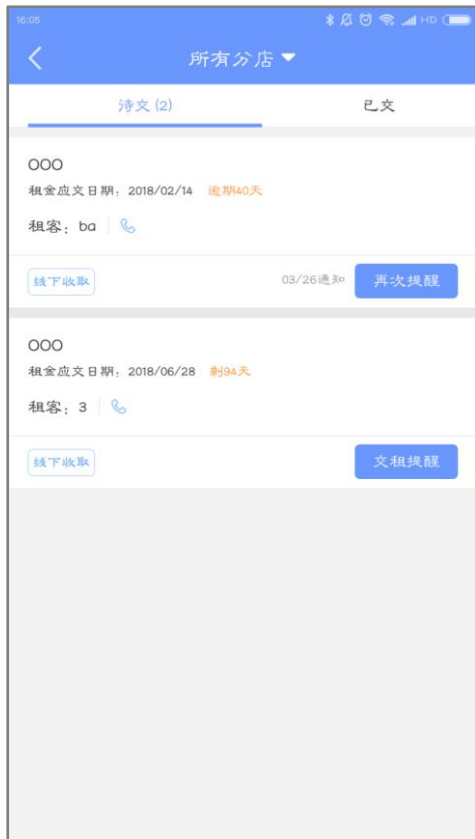 16:05 HD
所有分店
待交 (2) 已交
OOO
租金应交日期：2018/02/14 逾期40天
租客：ba
线下收取 03/26通知 再次提醒
OOO
租金应交日期：2018/06/28 剩94天
租客：3
线下收取 交租提醒